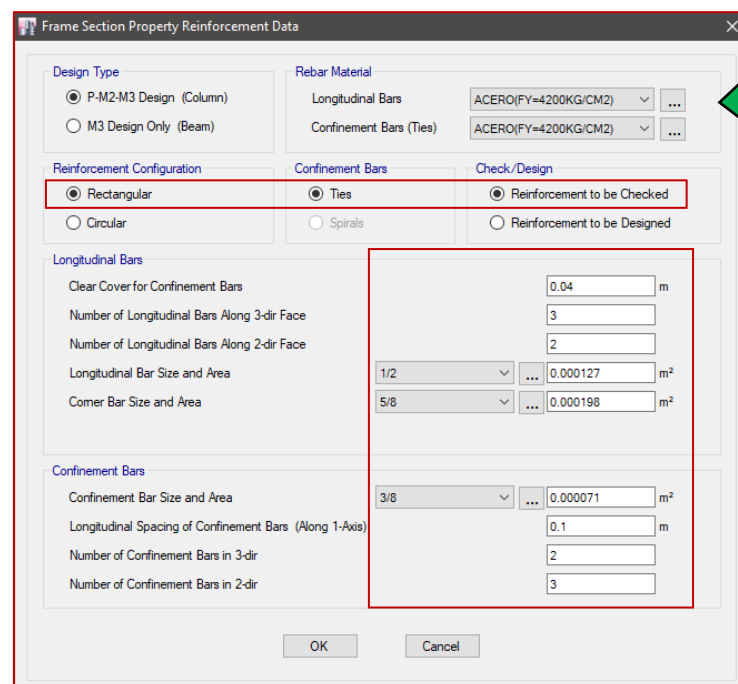 Frame Section Property Reinforcement Data
Design Type
P-M2-M3 Design (Column)
M3 Design Only (Beam)
Rebar Material
Longitudinal Bars ACERO(FY=4200KG/CM2) ...
Confinement Bars (Ties) ACERO(FY=4200KG/CM2) ...
Reinforcement Configuration
Rectangular
Circular
Confinement Bars
Ties
Spirals
Check/Design
Reinforcement to be Checked
Reinforcement to be Designed
Longitudinal Bars
Clear Cover for Confinement Bars 0.04 m
Number of Longitudinal Bars Along 3-dir Face 3
Number of Longitudinal Bars Along 2-dir Face 2
Longitudinal Bar Size and Area 1/2 ... 0.000127 m²
Corner Bar Size and Area 5/8 ... 0.000198 m²
Confinement Bars
Confinement Bar Size and Area 3/8 ... 0.000071 m²
Longitudinal Spacing of Confinement Bars (Along 1-Axis) 0.1 m
Number of Confinement Bars in 3-dir 2
Number of Confinement Bars in 2-dir 3
OK Cancel